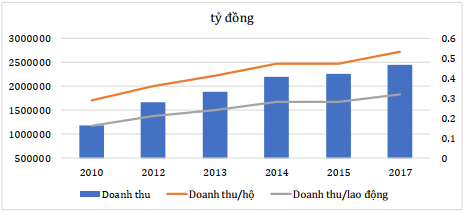 tỷ đồng
3000000 0.6
2500000 0.5
2000000 0.4
0.3
1500000
0.2
1000000 0.1
500000 0
2010 2012 2013 2014 2015 2017
Doanh thu Doanh thu/hộ Doanh thu/lao động